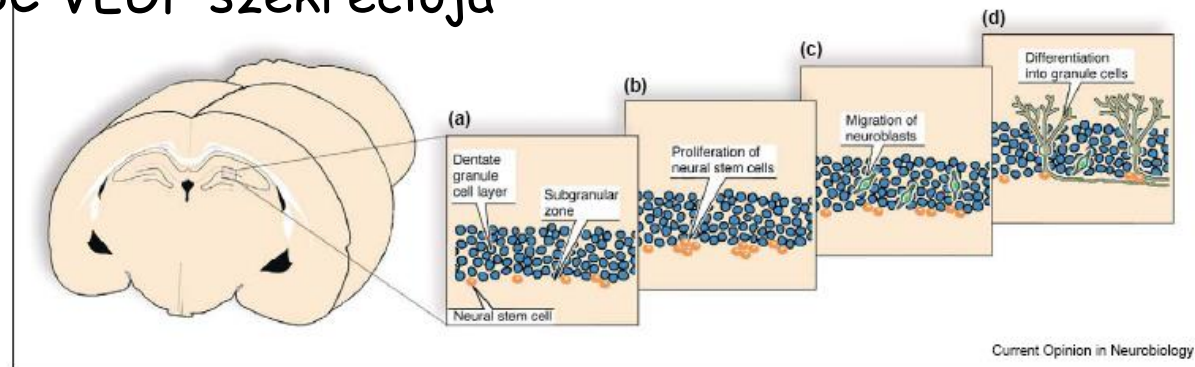 VEGF szekréciója
(a)
Dentate
granule
cell layer
Subgranular
zone
Neural stem cell
(b)
Proliferation of
neural stem cells
(c)
Migration of
neuroblasts
(d)
Differentiation
into granule cells
Current Opinion in Neurobiology